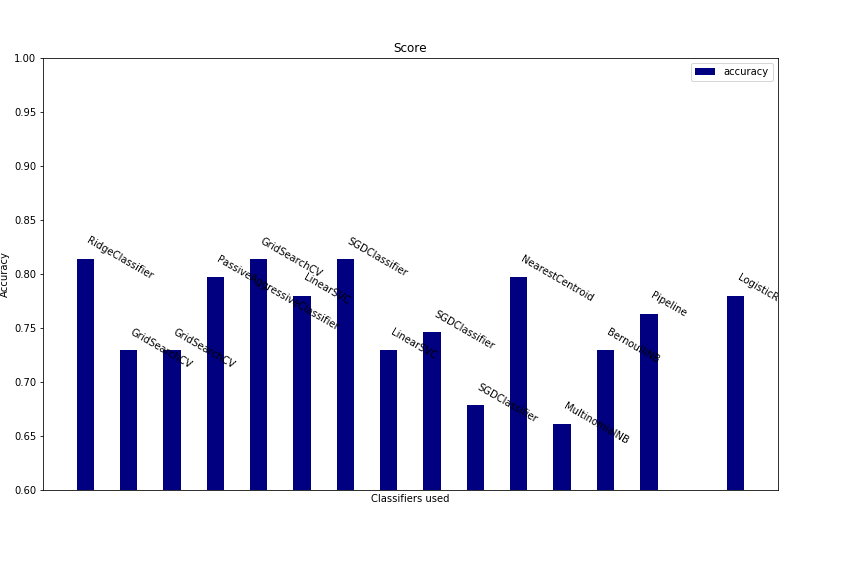 Score
accuracy
Accuracy
1.00
0.95
0.90
0.85
0.80
0.75
0.70
0.65
0.60
RidgeClassifier
GridSearchCV
GridSearchCV
PassiveAggressiveClassifier
GridSearchCV
LinearSVC
SGDClassifier
LinearSVC
SGDClassifier
SGDClassifier
NearestCentroid
MultinomialNB
BernoulliNB
Pipeline
LogisticR
Classifiers used